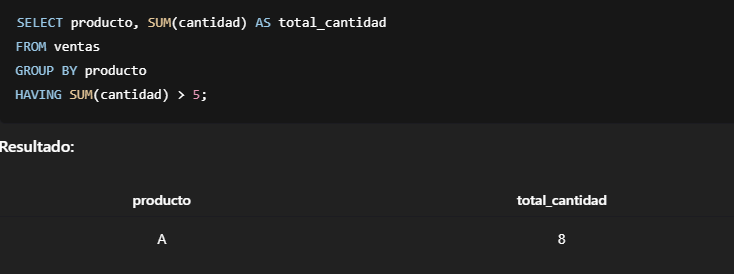 SELECT producto, SUM(cantidad) AS total_cantidad
FROM ventas
GROUP BY producto
HAVING SUM(cantidad) > 5;
Resultado:
producto total_cantidad
A 8